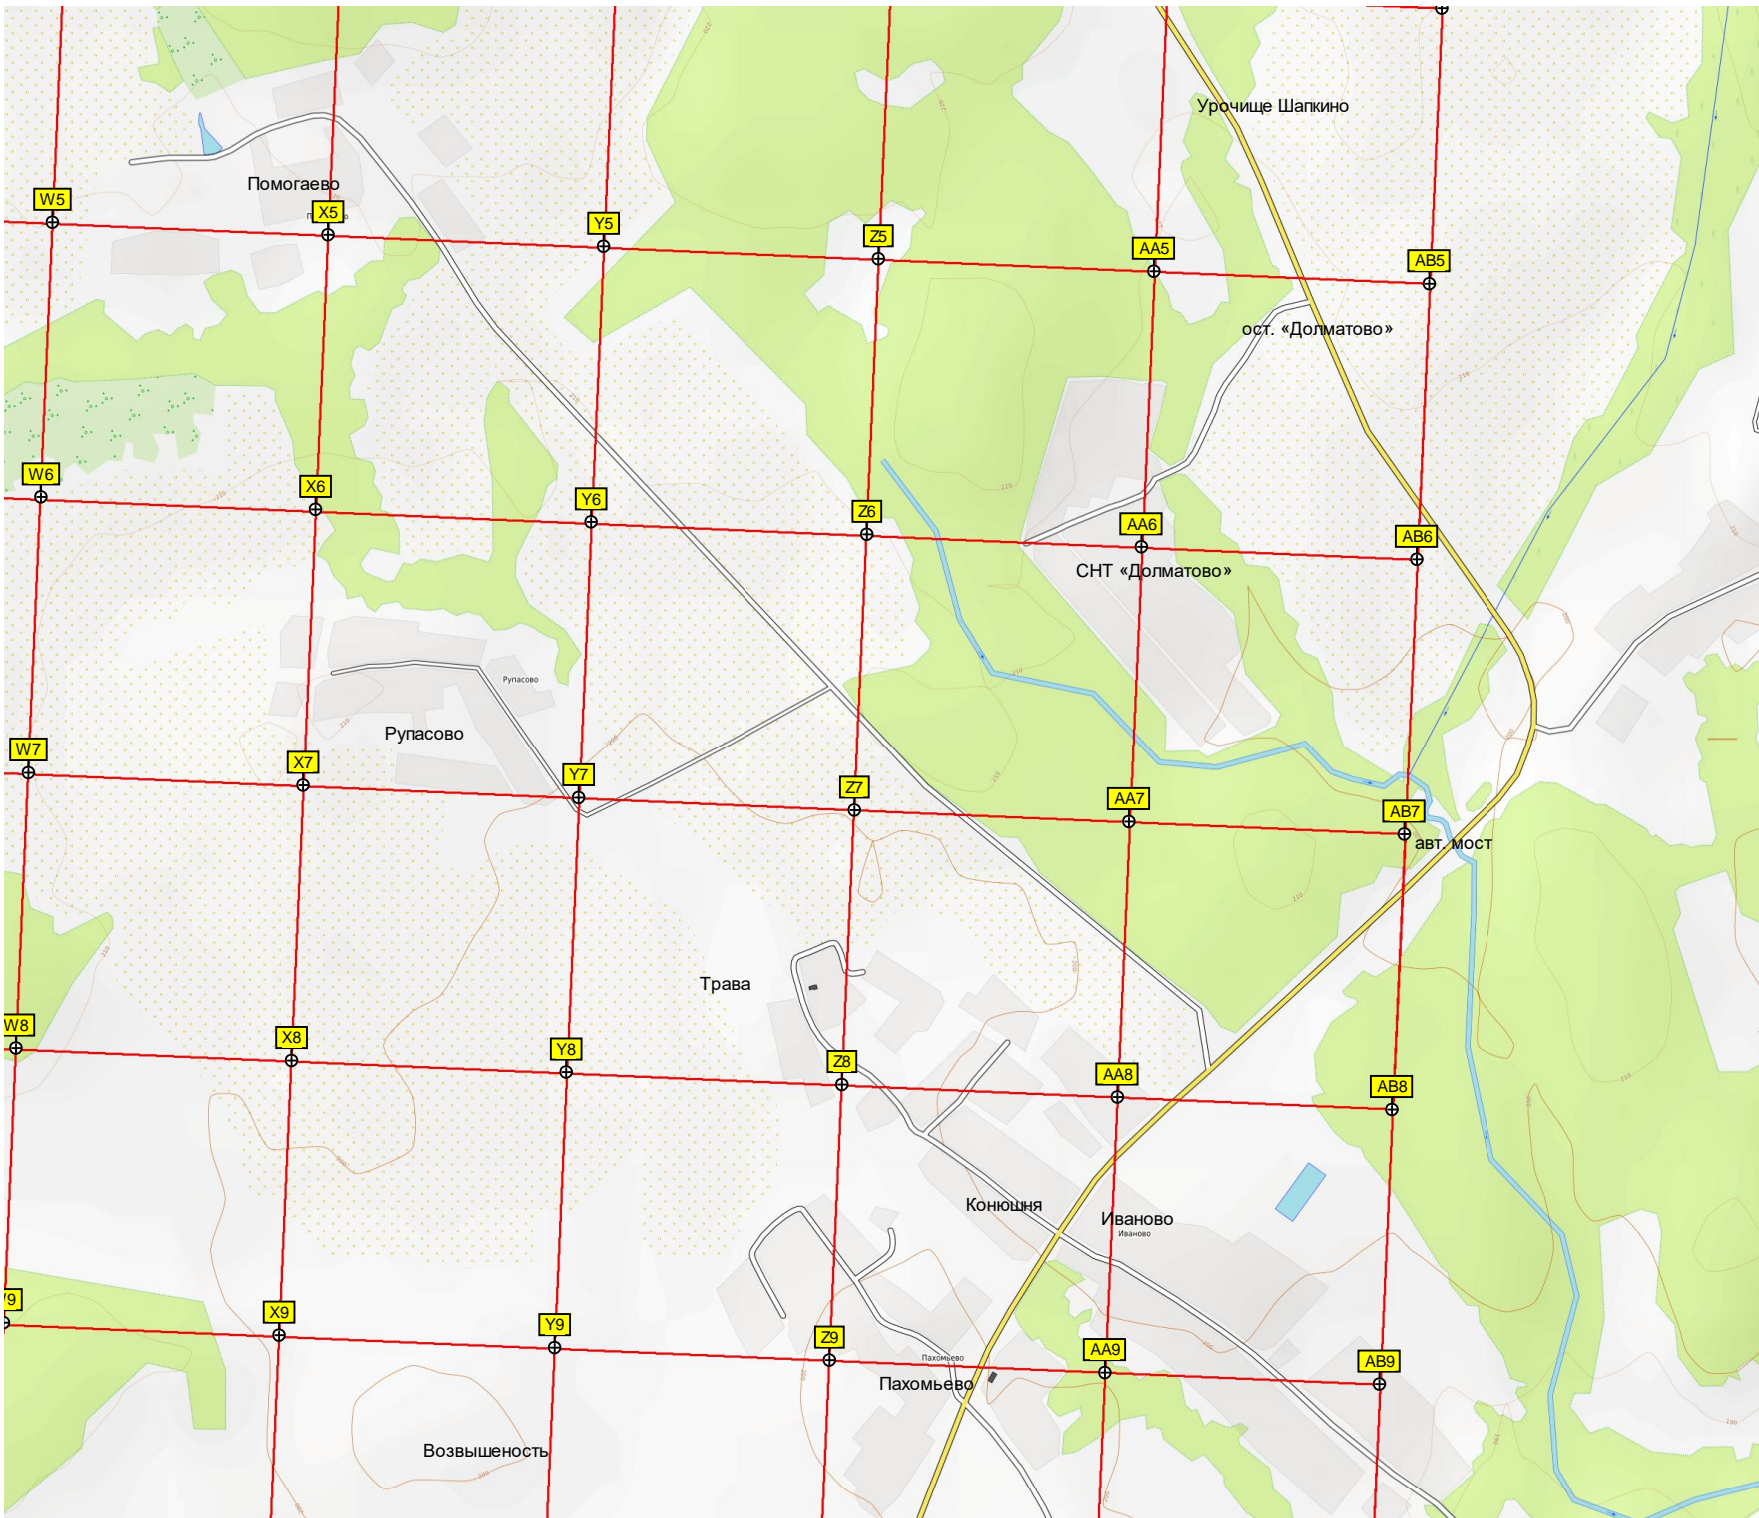 Урочище Шапкино
Помогаево
W5
X5
Y5
Z5
AA5
AB5
ост. «Долматово»
W6
X6
Y6
Z6
AA6
AB6
СНТ «Долматово»
Рупасово
Рупасово
W7
X7
Y7
Z7
AA7
AB7
авт. мост
Трава
W8
X8
Y8
Z8
AA8
AB8
Конюшня
Иваново
Иваново
X9
Y9
Z9
AA9
AB9
Пахомьево
Пахомьево
Возвышеность